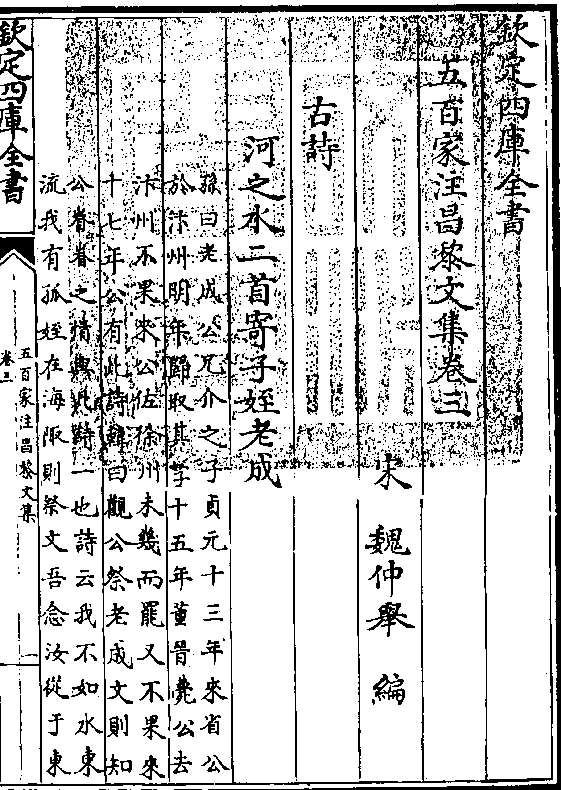 欽定四庫全書
五百家注昌黎文集卷三
宋　魏仲舉　編
古詩
河之水二首寄子姪老成
孫曰老成公兄介之子貞元十三年來省公
於汴州明年歸取其孥十五年董晉薨公去
汴州不果來公佐徐州未幾而罷又不果來
十七年公有此詩韓曰觀公祭老成文則知
公眷眷之情與此詩一也詩云我不如水東
流我有孤姪在海陬則祭文吾念汝從于東
欽定四庫全書
五百家注昌黎文集
卷三
一